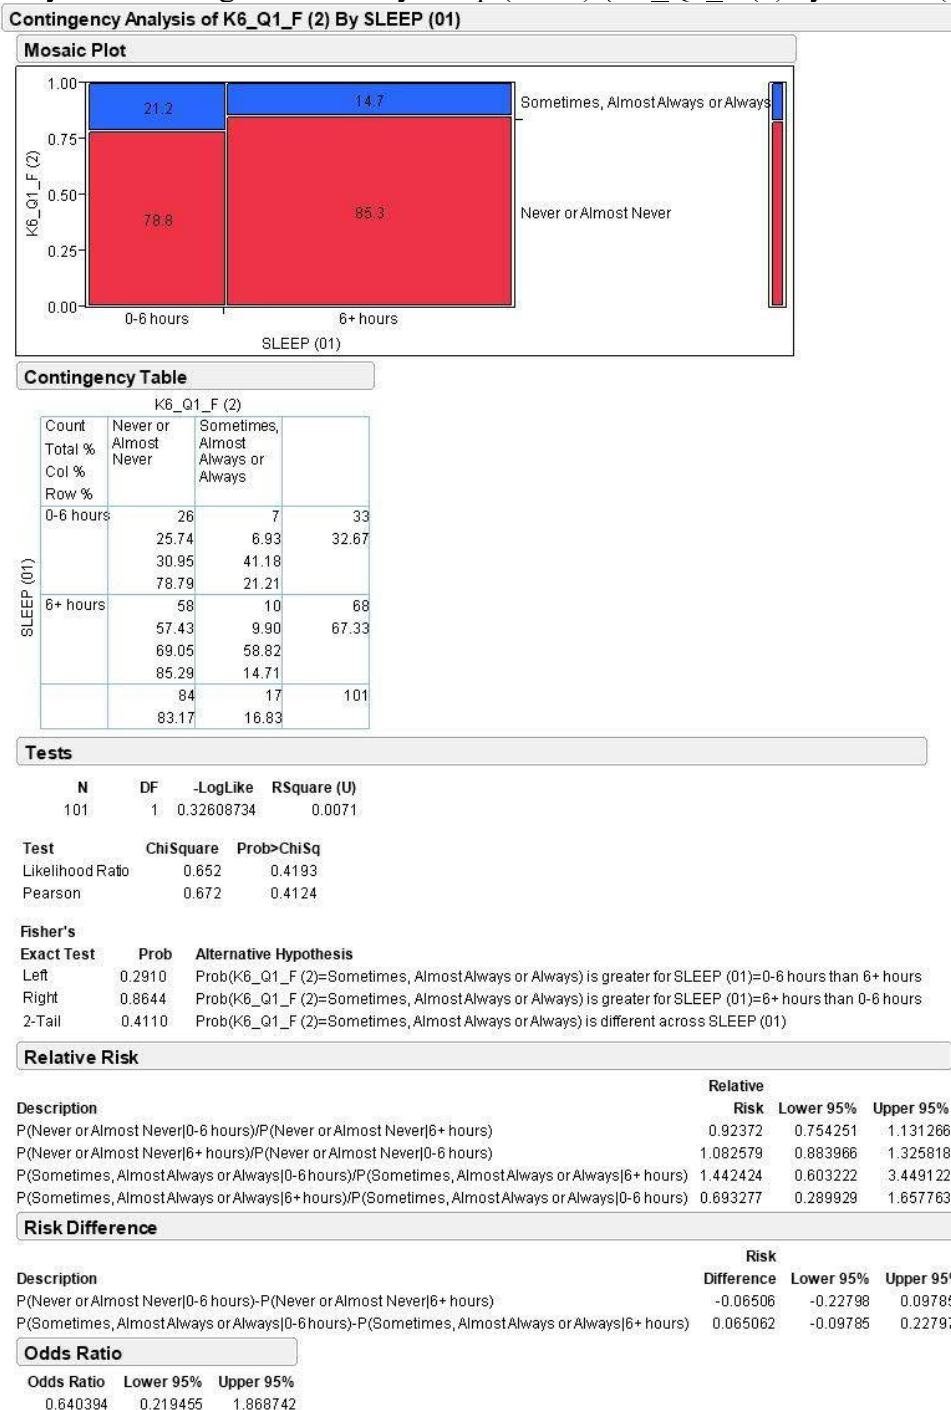 Contingency Analysis of K6_Q1_F (2) By SLEEP (01)
Mosaic Plot
1.00
0.75
0.50
0.25
0.00
K6_Q1_F (2)
21.2
14.7
78.8
85.3
Sometimes, Almost Always or Always
Never or Almost Never
0-6 hours 6+ hours
SLEEP (01)
Contingency Table
K6_Q1_F (2)
Count
Total %
Col %
Row %
Never or
Almost
Never
Sometimes,
Almost
Always or
Always
SLEEP (01)
0-6 hours 26 7 33
25.74 6.93 32.67
30.95 41.18
78.79 21.21
6+ hours 58 10 68
57.43 9.90 67.33
69.05 58.82
85.29 14.71
84 17 101
83.17 16.83
Tests
N DF -LogLike RSquare (U)
101 1 0.32608734 0.0071
Test ChiSquare Prob>ChiSq
Likelihood Ratio 0.652 0.4193
Pearson 0.672 0.4124
Fisher's
Exact Test Prob Alternative Hypothesis
Left 0.2910 Prob(K6_Q1_F (2)=Sometimes, Almost Always or Always) is greater for SLEEP (01)=0-6 hours than 6+ hours
Right 0.8644 Prob(K6_Q1_F (2)=Sometimes, Almost Always or Always) is greater for SLEEP (01)=6+ hours than 0-6 hours
2-Tail 0.4110 Prob(K6_Q1_F (2)=Sometimes, Almost Always or Always) is different across SLEEP (01)
Relative Risk
Relative
Description Risk Lower 95% Upper 95%
P(Never or Almost Never|0-6 hours)/P(Never or Almost Never|6+ hours) 0.92372 0.754251 1.131266
P(Never or Almost Never|6+ hours)/P(Never or Almost Never|0-6 hours) 1.082579 0.883966 1.325818
P(Sometimes, Almost Always or Always|0-6 hours)/P(Sometimes, Almost Always or Always|6+ hours) 1.442424 0.603222 3.449122
P(Sometimes, Almost Always or Always|6+ hours)/P(Sometimes, Almost Always or Always|0-6 hours) 0.693277 0.289929 1.657763
Risk Difference
Risk
Description Difference Lower 95% Upper 95
P(Never or Almost Never|0-6 hours)-P(Never or Almost Never|6+ hours) -0.06506 -0.22798 0.0978
P(Sometimes, Almost Always or Always|0-6 hours)-P(Sometimes, Almost Always or Always|6+ hours) 0.065062 -0.09785 0.2279
Odds Ratio
Odds Ratio Lower 95% Upper 95%
0.640394 0.219455 1.868742